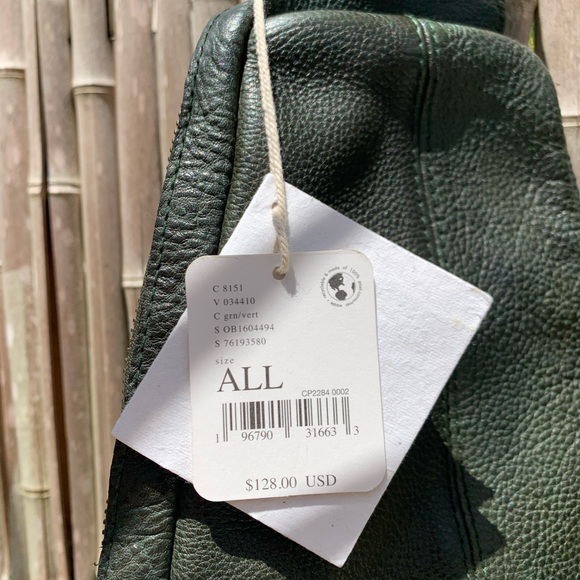 C 8151
V 034410
C grn/vert
S OB1604494
S 76193580
size
ALL
CP2284 0002
1 96790 31663 3
$128.00 USD